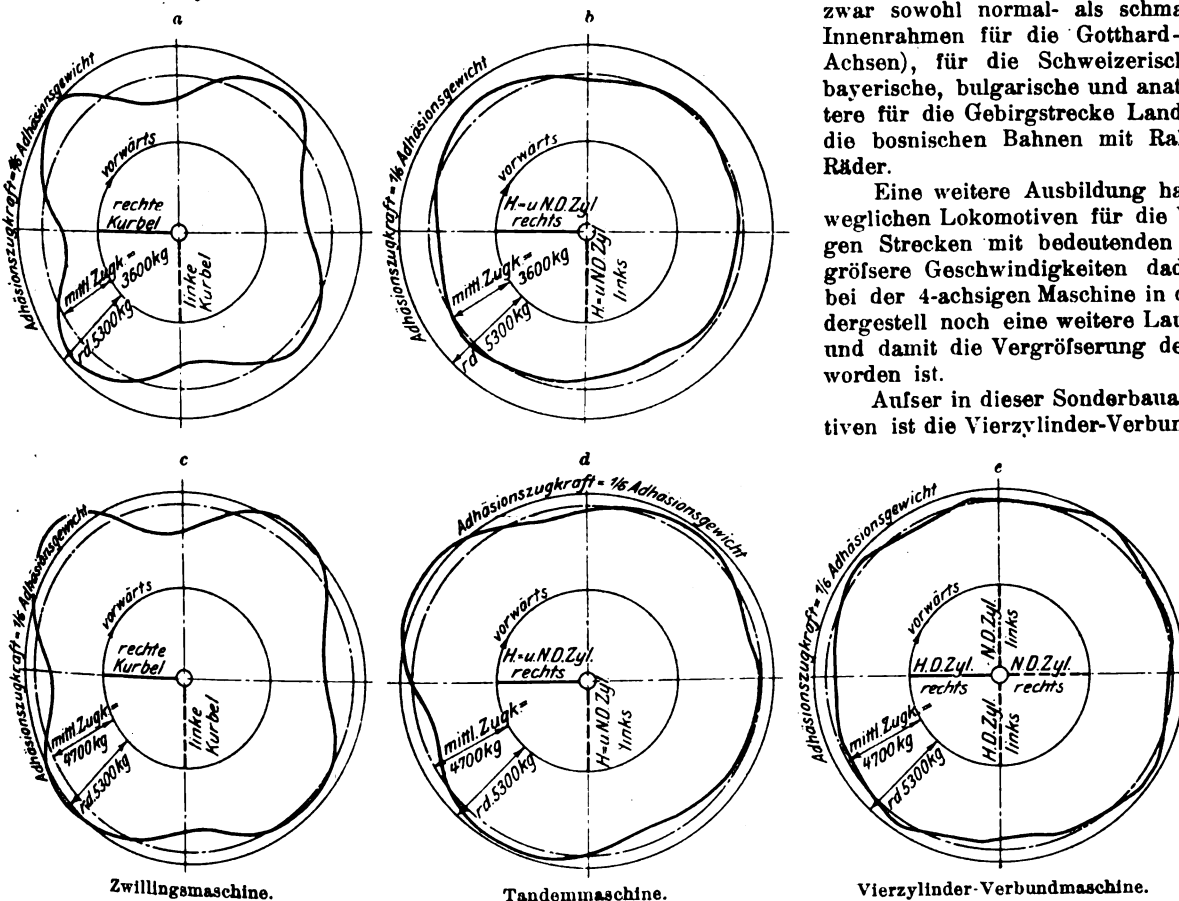 a
Adhäsionszugkraft = 1/6 Adhäsionsgewicht
vorwärts
rechte
Kurbel
linke
Kurbel
mittl. Zugk. =
3600 kg
rd. 5300 kg
b
Adhäsionszugkraft = 1/6 Adhäsionsgewicht
vorwärts
H.= u. N.D. Zyl.
rechts
H.= u. N.D. Zyl.
links
mittl. Zugk. =
3600 kg
rd. 5300 kg
zwar sowohl normal- als schma
Innenrahmen für die Gotthard-
Achsen), für die Schweizerisch
bayerische, bulgarische und anat
tere für die Gebirgstrecke Land
die bosnischen Bahnen mit Ra
Räder.
Eine weitere Ausbildung ha
weglichen Lokomotiven für die
gen Strecken mit bedeutenden
größere Geschwindigkeiten dad
bei der 4-achsigen Maschine in
dergestell noch eine weitere Lau
und damit die Vergrößerung de
worden ist.
Außer in dieser Sonderbaua
tiven ist die Vierzylinder-Verbun
c
Adhäsionszugkraft = 1/6 Adhäsionsgewicht
vorwärts
rechte
Kurbel
linke
Kurbel
mittl. Zugk. =
4700 kg
rd. 5300 kg
Zwillingsmaschine.
d
Adhäsionszugkraft = 1/6 Adhäsionsgewicht
vorwärts
H.= u. N.D. Zyl.
rechts
H.= u. N.D. Zyl.
links
mittl. Zugk. =
4700 kg
rd. 5300 kg
Tandemmaschine.
e
Adhäsionszugkraft = 1/6 Adhäsionsgewicht
vorwärts
H.D. Zyl.
rechts
N.D. Zyl.
links
N.D. Zyl.
rechts
H.D. Zyl.
links
mittl. Zugk. =
4700 kg
rd. 5300 kg
Vierzylinder-Verbundmaschine.